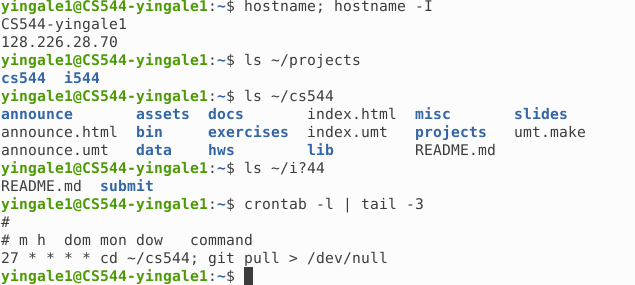 yingale1@CS544-yingale1:~$ hostname; hostname -I
CS544-yingale1
128.226.28.70
yingale1@CS544-yingale1:~$ ls ~/projects
cs544  i544
yingale1@CS544-yingale1:~$ ls ~/cs544
announce       assets  docs       index.html  misc      slides
announce.html  bin     exercises  index.umt   projects  umt.make
announce.umt   data    hws        lib         README.md
yingale1@CS544-yingale1:~$ ls ~/i?44
README.md  submit
yingale1@CS544-yingale1:~$ crontab -l | tail -3
#
# m h  dom mon dow   command
27 * * * * cd ~/cs544; git pull > /dev/null
yingale1@CS544-yingale1:~$